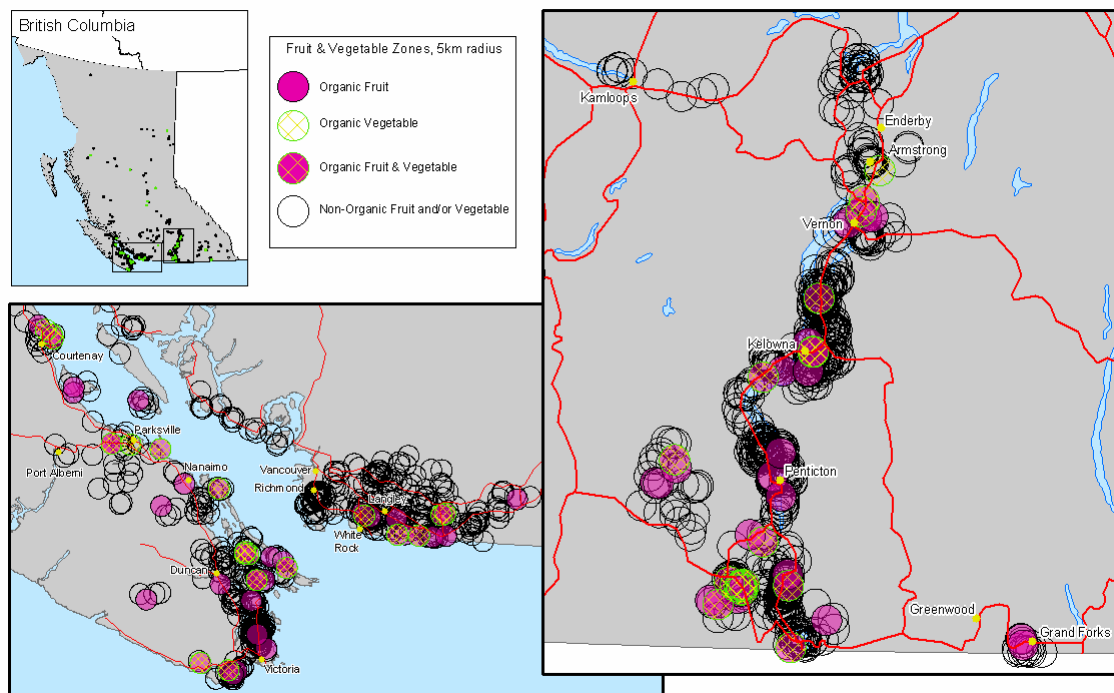 British Columbia
Fruit & Vegetable Zones, 5km radius
Organic Fruit
Organic Vegetable
Organic Fruit & Vegetable
Non-Organic Fruit and/or Vegetable
Kamloops
Enderby
Armstrong
Vernon
Kelowna
Penticton
Greenwood
Grand Forks
Courtenay
Parksville
Port Alberni
Nanaimo
Vancouver
Richmond
Langley
White
Rock
Duncan
Victoria